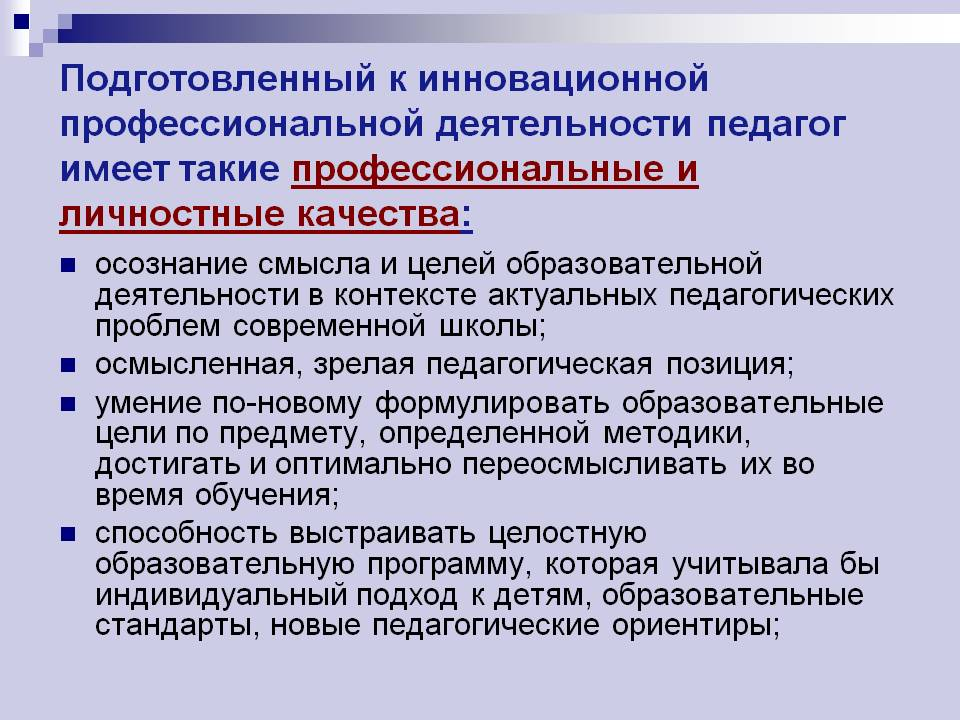 Подготовленный к инновационной
профессиональной деятельности педагог
имеет такие профессиональные и
личностные качества:
осознание смысла и целей образовательной
деятельности в контексте актуальных педагогических
проблем современной школы;
осмысленная, зрелая педагогическая позиция;
умение по-новому формулировать образовательные
цели по предмету, определенной методики,
достигать и оптимально переосмысливать их во
время обучения;
способность выстраивать целостную
образовательную программу, которая учитывала бы
индивидуальный подход к детям, образовательные
стандарты, новые педагогические ориентиры;